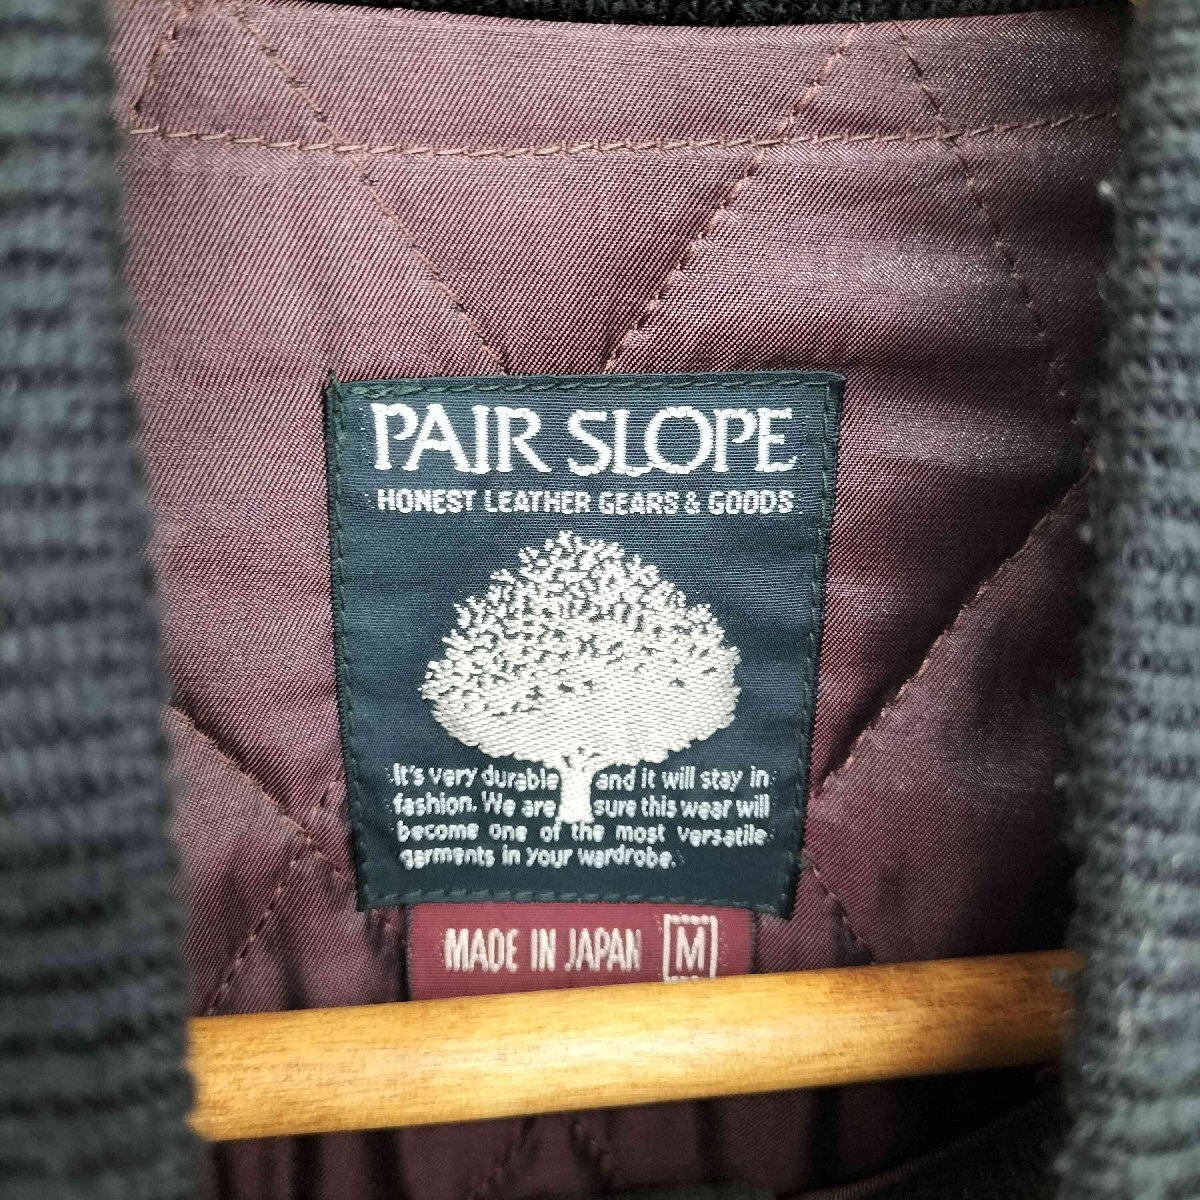 PAIR SLOPE
HONEST LEATHER GEARS & GOODS
It's very durable and it will stay in
fashion. We are sure this wear will
become one of the most versatile
garments in your wardrobe.
MADE IN JAPAN M